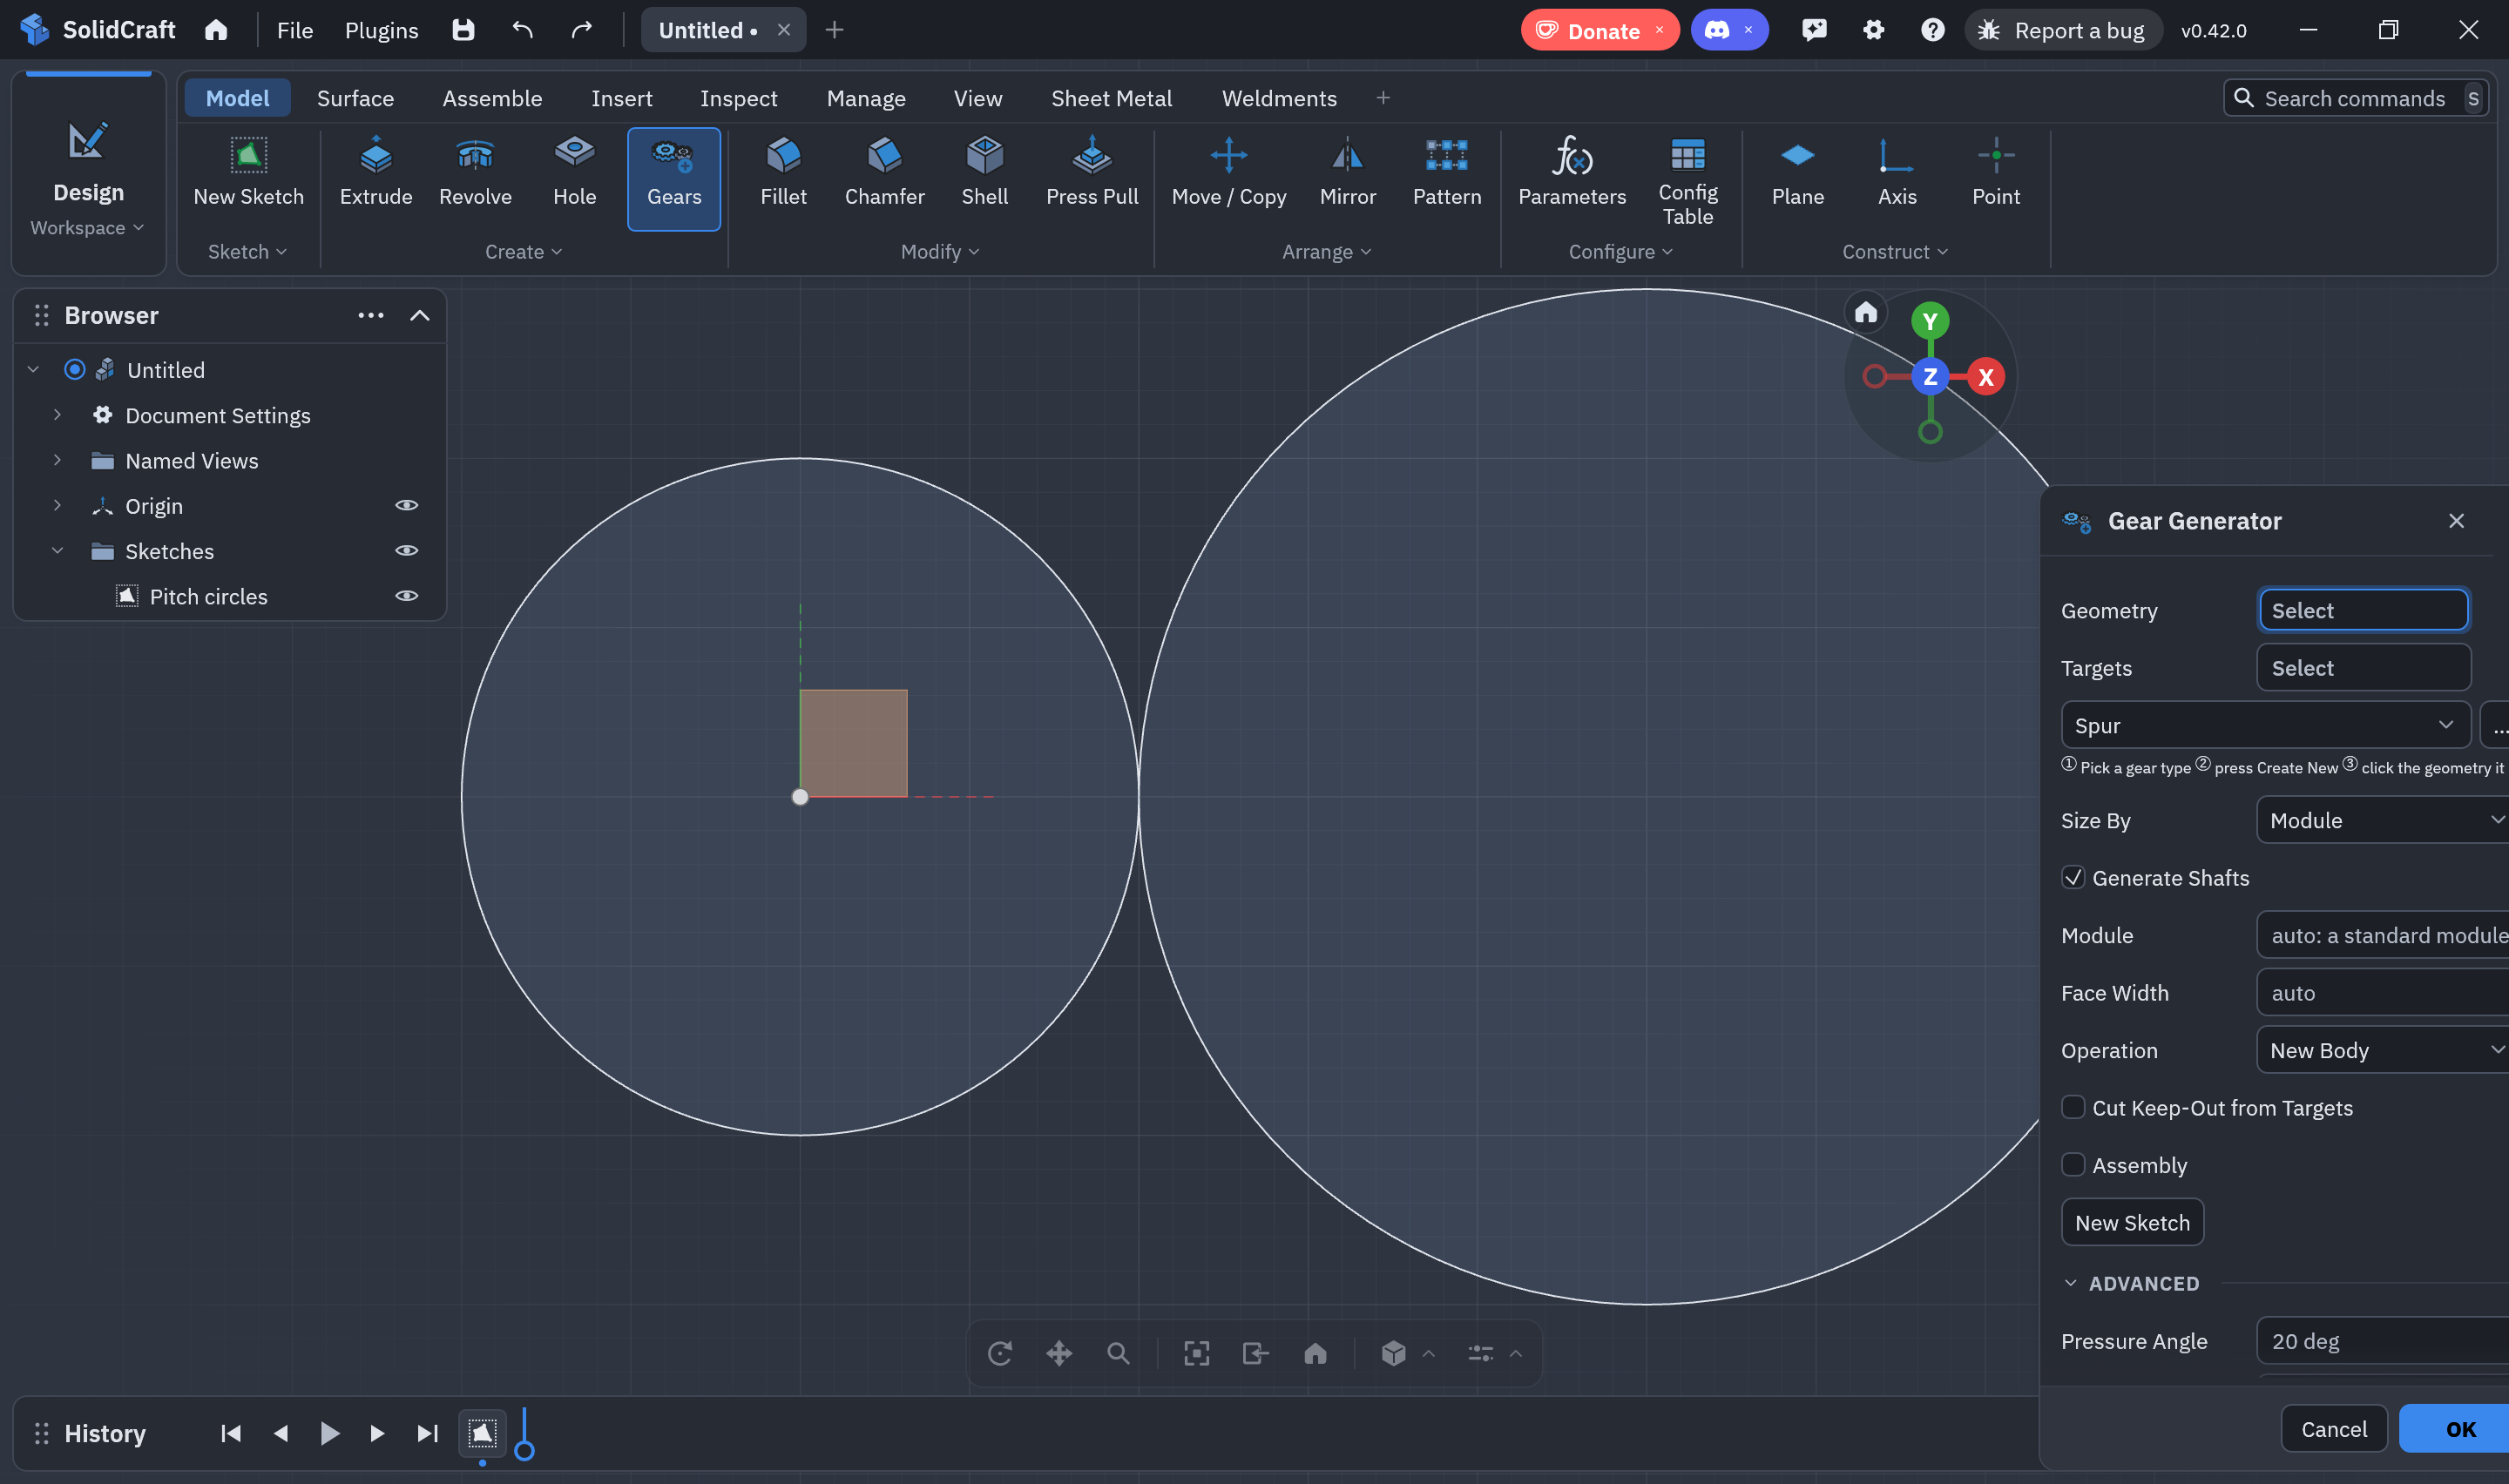 SolidCraft File Plugins Untitled • Donate Report a bug v0.42.0
Design
Workspace
Model Surface Assemble Insert Inspect Manage View Sheet Metal Weldments Search commands S
New Sketch Extrude Revolve Hole Gears Fillet Chamfer Shell Press Pull Move / Copy Mirror Pattern Parameters Config Table Plane Axis Point
Sketch Create Modify Arrange Configure Construct
Browser
Untitled
Document Settings
Named Views
Origin
Sketches
Pitch circles
Y
Z X
Gear Generator
Geometry Select
Targets Select
Spur ...
① Pick a gear type ② press Create New ③ click the geometry it
Size By Module
Generate Shafts
Module auto: a standard module
Face Width auto
Operation New Body
Cut Keep-Out from Targets
Assembly
New Sketch
ADVANCED
Pressure Angle 20 deg
Cancel OK
History